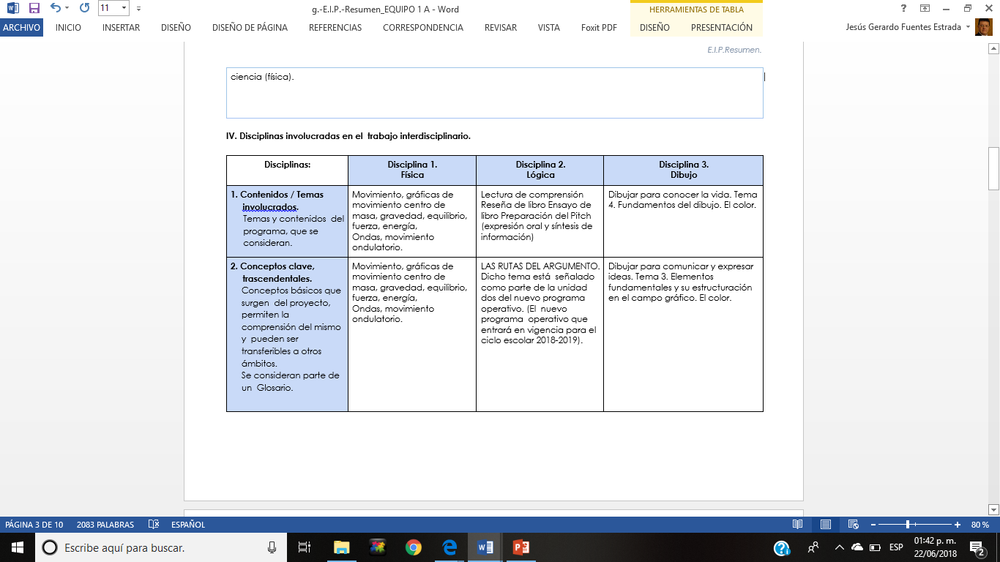 11
g.-E.I.P.-Resumen_EQUIPO 1 A - Word
HERRAMIENTAS DE TABLA
?
ARCHIVO INICIO INSERTAR DISEÑO DISEÑO DE PÁGINA REFERENCIAS CORRESPONDENCIA REVISAR VISTA Foxit PDF DISEÑO PRESENTACIÓN Jesús Gerardo Fuentes Estrada
E.I.P.Resumen.
ciencia (física).
IV. Disciplinas involucradas en el trabajo interdisciplinario.
Disciplinas:
Disciplina 1.
Física
Disciplina 2.
Lógica
Disciplina 3.
Dibujo
1. Contenidos / Temas
involucrados.
Temas y contenidos del
programa, que se
consideran.
Movimiento, gráficas de
movimiento centro de
masa, gravedad, equilibrio,
fuerza, energía,
Ondas, movimiento
ondulatorio.
Lectura de comprensión
Reseña de libro Ensayo de
libro Preparación del Pitch
(expresión oral y síntesis de
información)
Dibujar para conocer la vida. Tema
4. Fundamentos del dibujo. El color.
2. Conceptos clave,
trascendentales.
Conceptos básicos que
surgen del proyecto,
permiten la
comprensión del mismo
y pueden ser
transferibles a otros
ámbitos.
Se consideran parte de
un Glosario.
Movimiento, gráficas de
movimiento centro de
masa, gravedad, equilibrio,
fuerza, energía,
Ondas, movimiento
ondulatorio.
LAS RUTAS DEL ARGUMENTO.
Dicho tema está señalado
como parte de la unidad
dos del nuevo programa
operativo. (El nuevo
programa operativo que
entrará en vigencia para el
ciclo escolar 2018-2019).
Dibujar para comunicar y expresar
ideas. Tema 3. Elementos
fundamentales y su estructuración
en el campo gráfico. El color.
PÁGINA 3 DE 10 2083 PALABRAS ESPAÑOL 80 %
Escribe aquí para buscar.
ESP
01:42 p. m.
22/06/2018
2